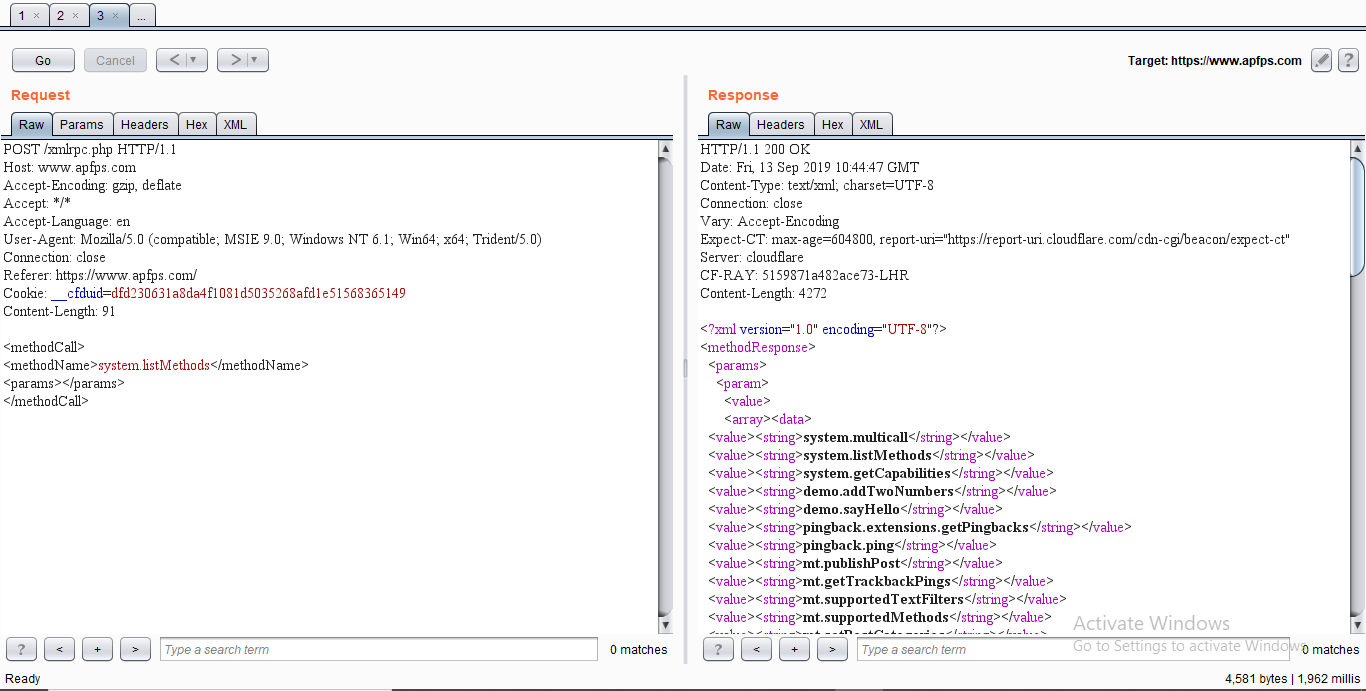 1 × 2 × 3 × ...
Go Cancel < ▼ > ▼ Target: https://www.apfps.com ?
Request
Raw Params Headers Hex XML
POST /xmlrpc.php HTTP/1.1
Host: www.apfps.com
Accept-Encoding: gzip, deflate
Accept: */*
Accept-Language: en
User-Agent: Mozilla/5.0 (compatible; MSIE 9.0; Windows NT 6.1; Win64; x64; Trident/5.0)
Connection: close
Referer: https://www.apfps.com/
Cookie: __cfduid=dfd230631a8da4f1081d5035268afd1e51568365149
Content-Length: 91
<methodCall>
<methodName>system.listMethods</methodName>
<params></params>
</methodCall>
? < + > Type a search term 0 matches
Response
Raw Headers Hex XML
HTTP/1.1 200 OK
Date: Fri, 13 Sep 2019 10:44:47 GMT
Content-Type: text/xml; charset=UTF-8
Connection: close
Vary: Accept-Encoding
Expect-CT: max-age=604800, report-uri="https://report-uri.cloudflare.com/cdn-cgi/beacon/expect-ct"
Server: cloudflare
CF-RAY: 5159871a482ace73-LHR
Content-Length: 4272
<?xml version="1.0" encoding="UTF-8"?>
<methodResponse>
<params>
<param>
<value>
<array><data>
<value><string>system.multicall</string></value>
<value><string>system.listMethods</string></value>
<value><string>system.getCapabilities</string></value>
<value><string>demo.addTwoNumbers</string></value>
<value><string>demo.sayHello</string></value>
<value><string>pingback.extensions.getPingbacks</string></value>
<value><string>pingback.ping</string></value>
<value><string>mt.publishPost</string></value>
<value><string>mt.getTrackbackPings</string></value>
<value><string>mt.supportedTextFilters</string></value>
<value><string>mt.supportedMethods</string></value>
Activate Windows
Go to Settings to activate Windows.
? < + > Type a search term 0 matches
Ready 4,581 bytes | 1,962 millis